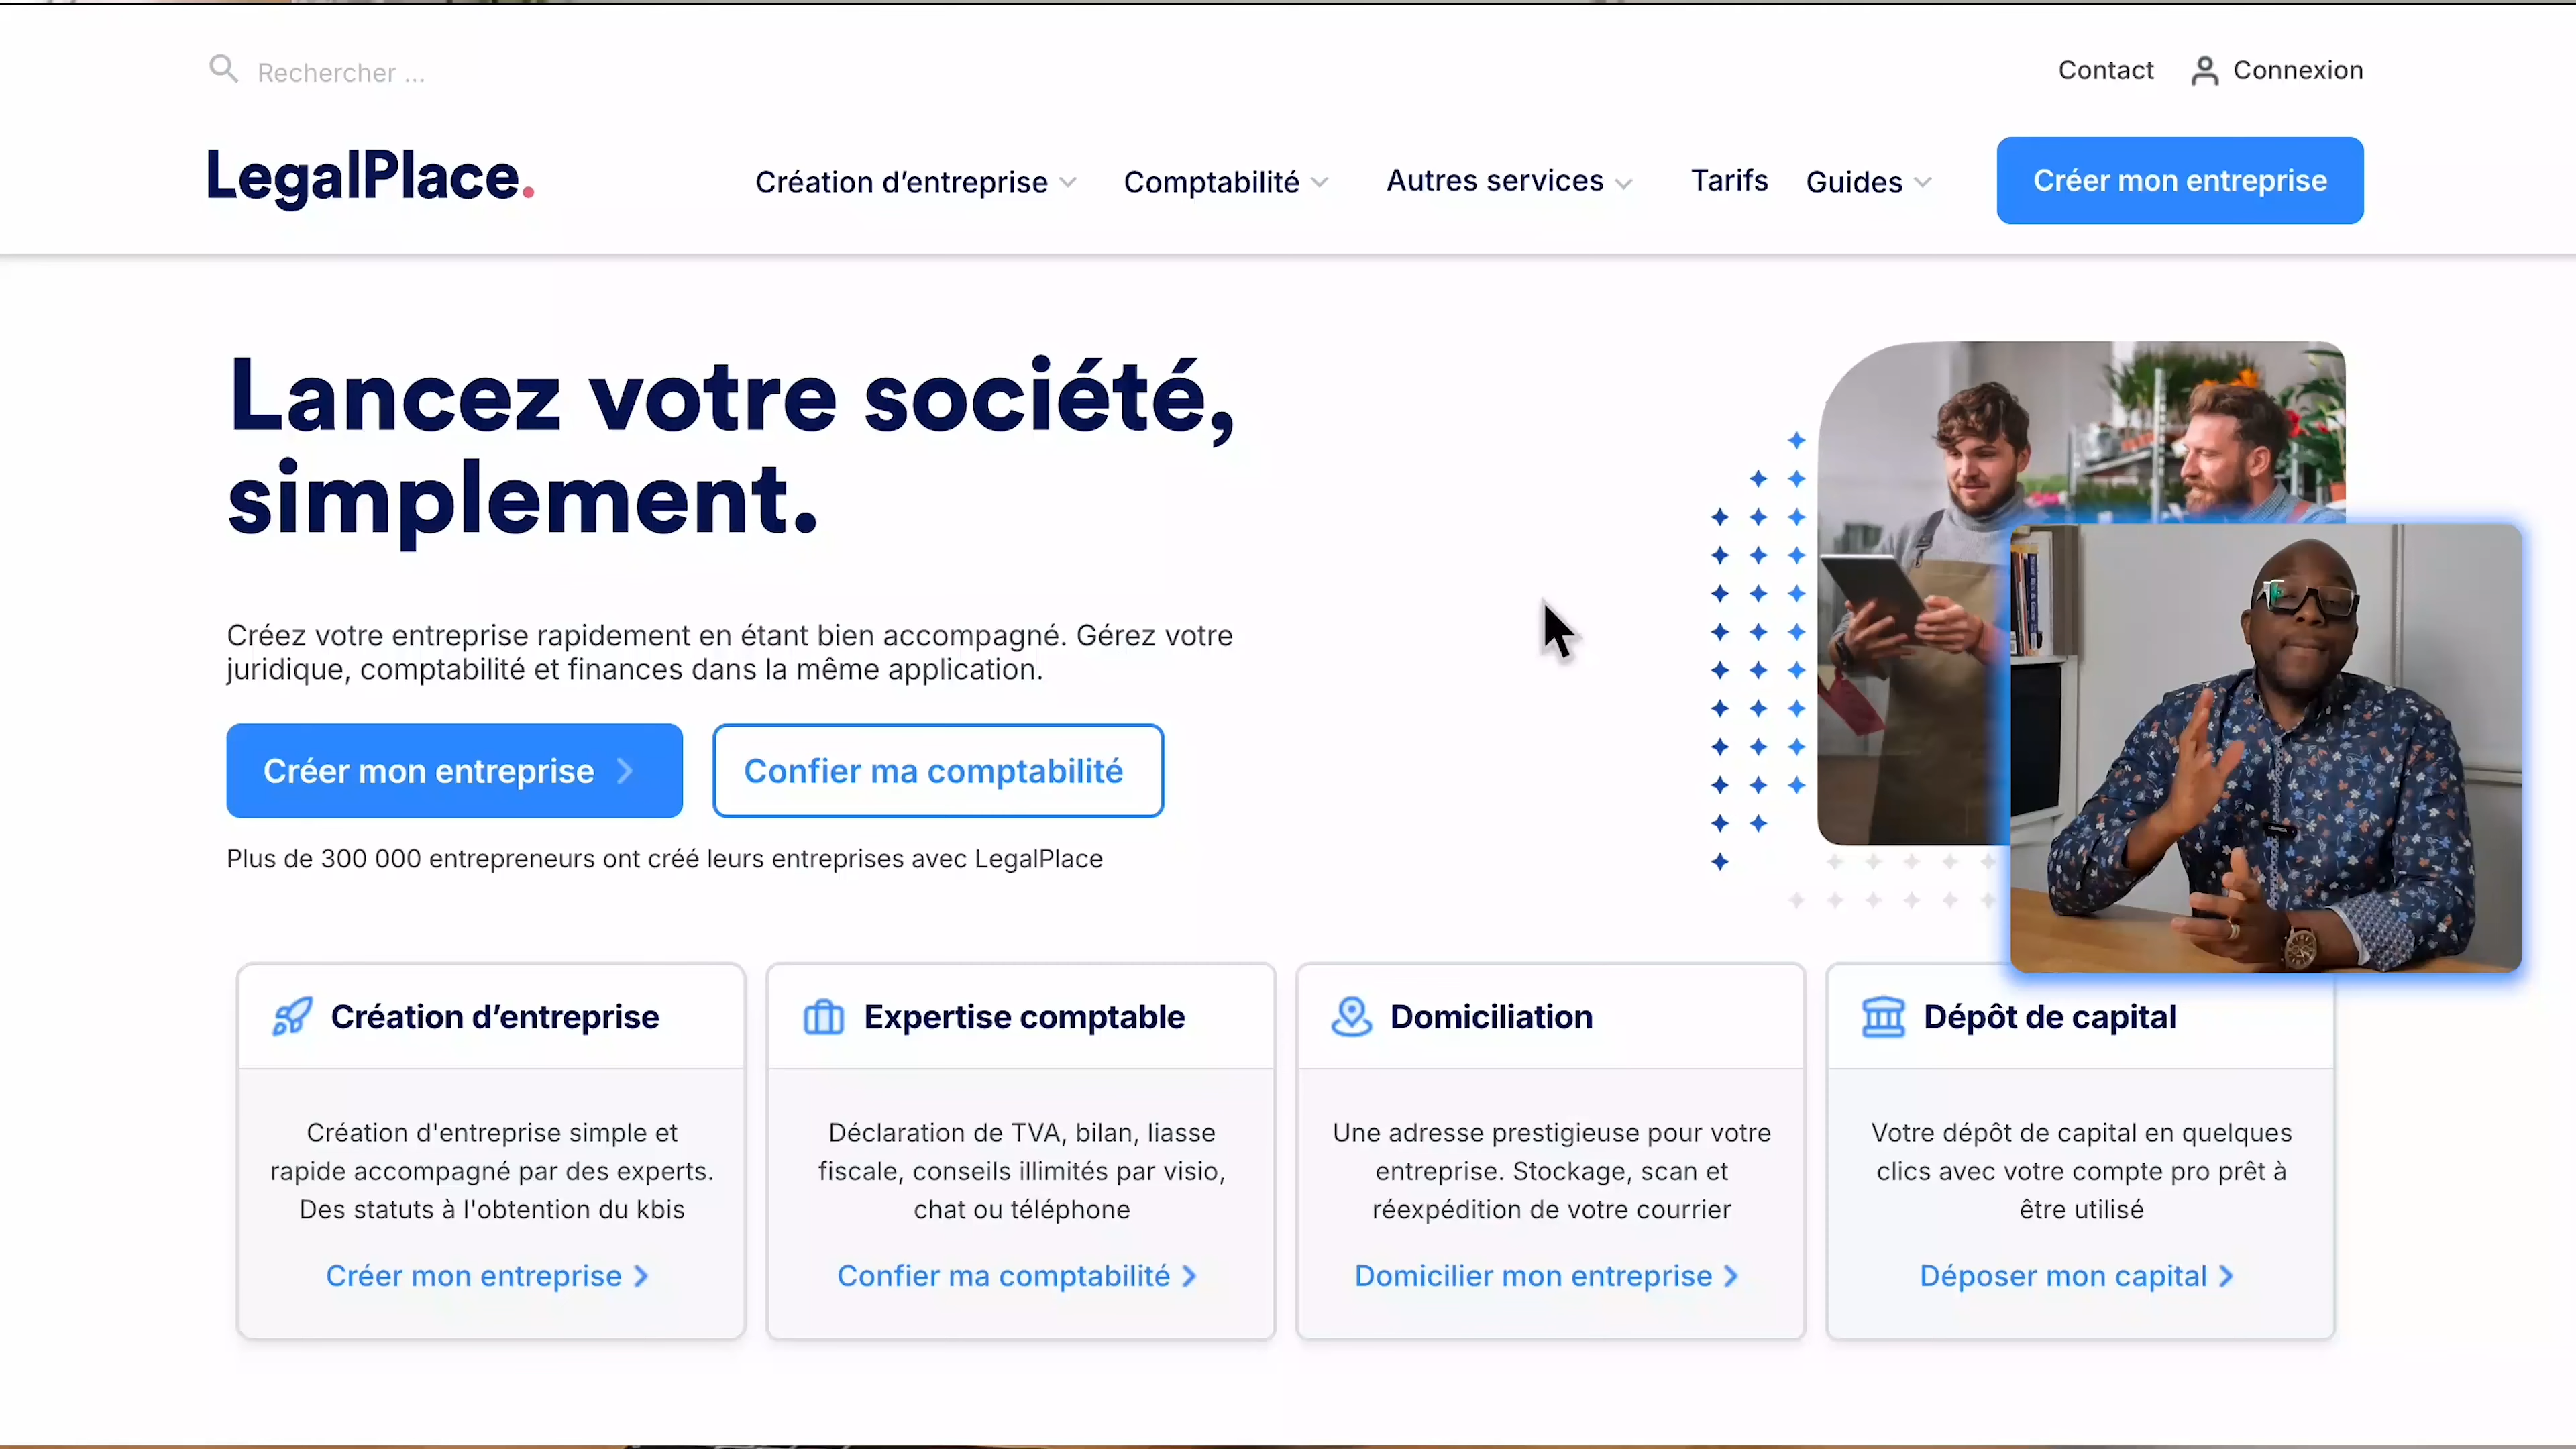 Rechercher ...
Contact
Connexion
LegalPlace.
Création d’entreprise
Comptabilité
Autres services
Tarifs
Guides
Créer mon entreprise
Lancez votre société,
simplement.
Créez votre entreprise rapidement en étant bien accompagné. Gérez votre
juridique, comptabilité et finances dans la même application.
Créer mon entreprise
Confier ma comptabilité
Plus de 300 000 entrepreneurs ont créé leurs entreprises avec LegalPlace
Création d’entreprise
Création d'entreprise simple et
rapide accompagné par des experts.
Des statuts à l'obtention du kbis
Créer mon entreprise
Expertise comptable
Déclaration de TVA, bilan, liasse
fiscale, conseils illimités par visio,
chat ou téléphone
Confier ma comptabilité
Domiciliation
Une adresse prestigieuse pour votre
entreprise. Stockage, scan et
réexpédition de votre courrier
Domicilier mon entreprise
Dépôt de capital
Votre dépôt de capital en quelques
clics avec votre compte pro prêt à
être utilisé
Déposer mon capital